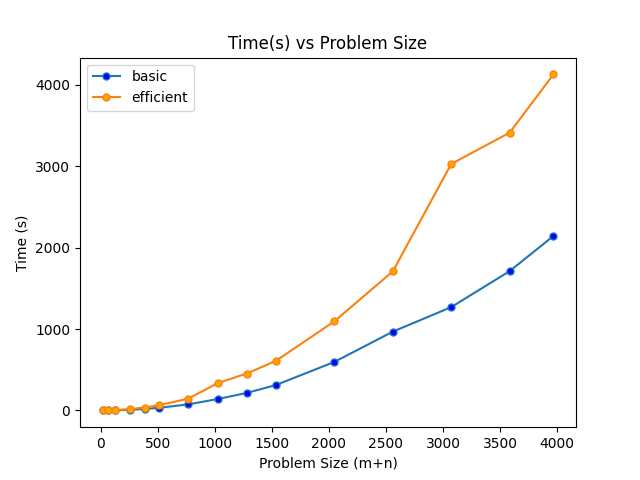 Time(s) vs Problem Size
basic
efficient
4000
3000
2000
1000
0
Time (s)
0 500 1000 1500 2000 2500 3000 3500 4000
Problem Size (m+n)